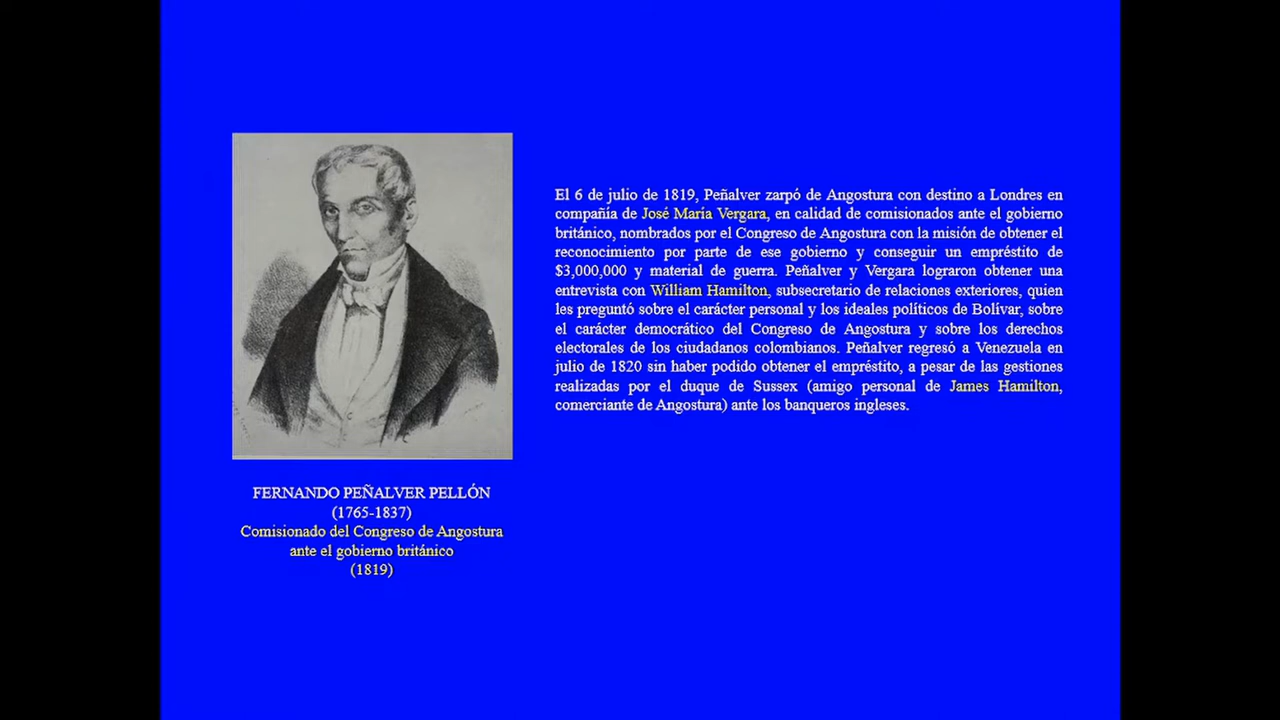 El 6 de julio de 1819, Peñalver zarpó de Angostura con destino a Londres en
compañía de José María Vergara, en calidad de comisionados ante el gobierno
británico, nombrados por el Congreso de Angostura con la misión de obtener el
reconocimiento por parte de ese gobierno y conseguir un empréstito de
$3,000,000 y material de guerra. Peñalver y Vergara lograron obtener una
entrevista con William Hamilton, subsecretario de relaciones exteriores, quien
les preguntó sobre el carácter personal y los ideales políticos de Bolívar, sobre
el carácter democrático del Congreso de Angostura y sobre los derechos
electorales de los ciudadanos colombianos. Peñalver regresó a Venezuela en
julio de 1820 sin haber podido obtener el empréstito, a pesar de las gestiones
realizadas por el duque de Sussex (amigo personal de James Hamilton,
comerciante de Angostura) ante los banqueros ingleses.
FERNANDO PEÑALVER PELLÓN
(1765-1837)
Comisionado del Congreso de Angostura
ante el gobierno británico
(1819)